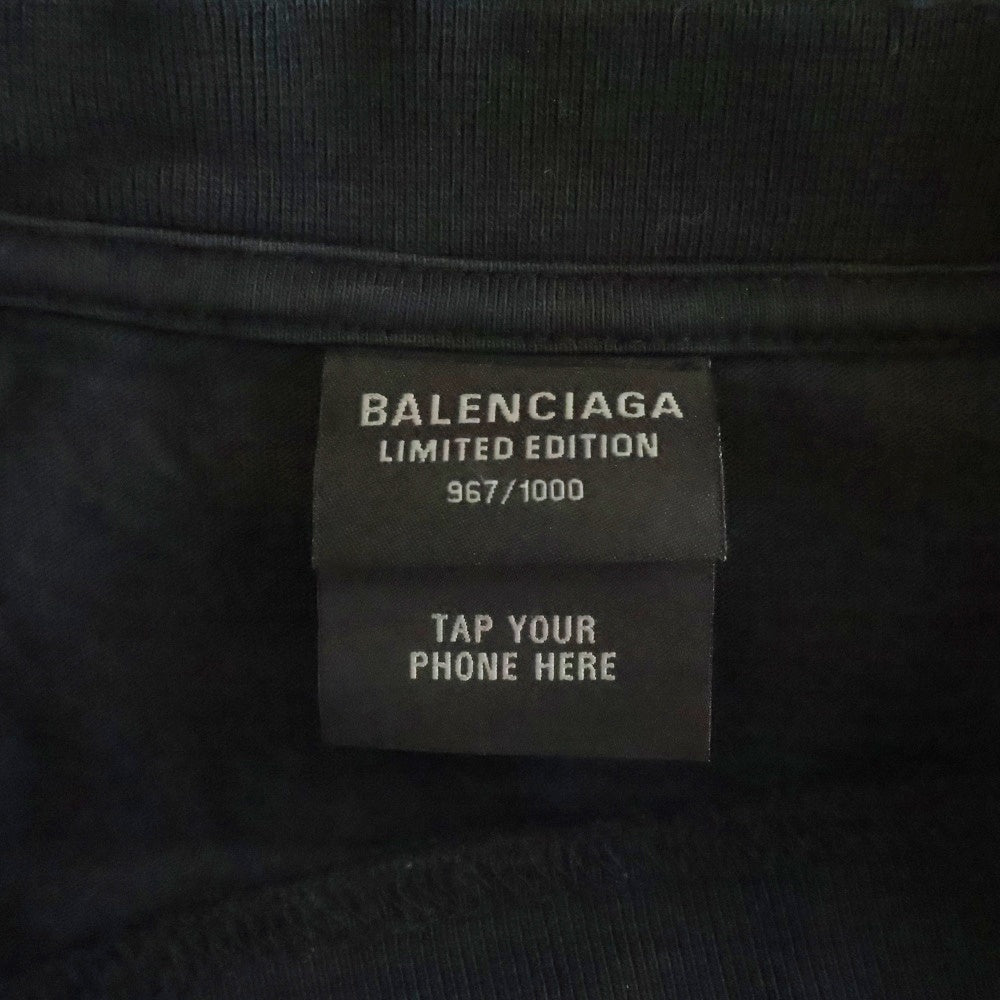 BALENCIAGA
LIMITED EDITION
967/1000
TAP YOUR
PHONE HERE